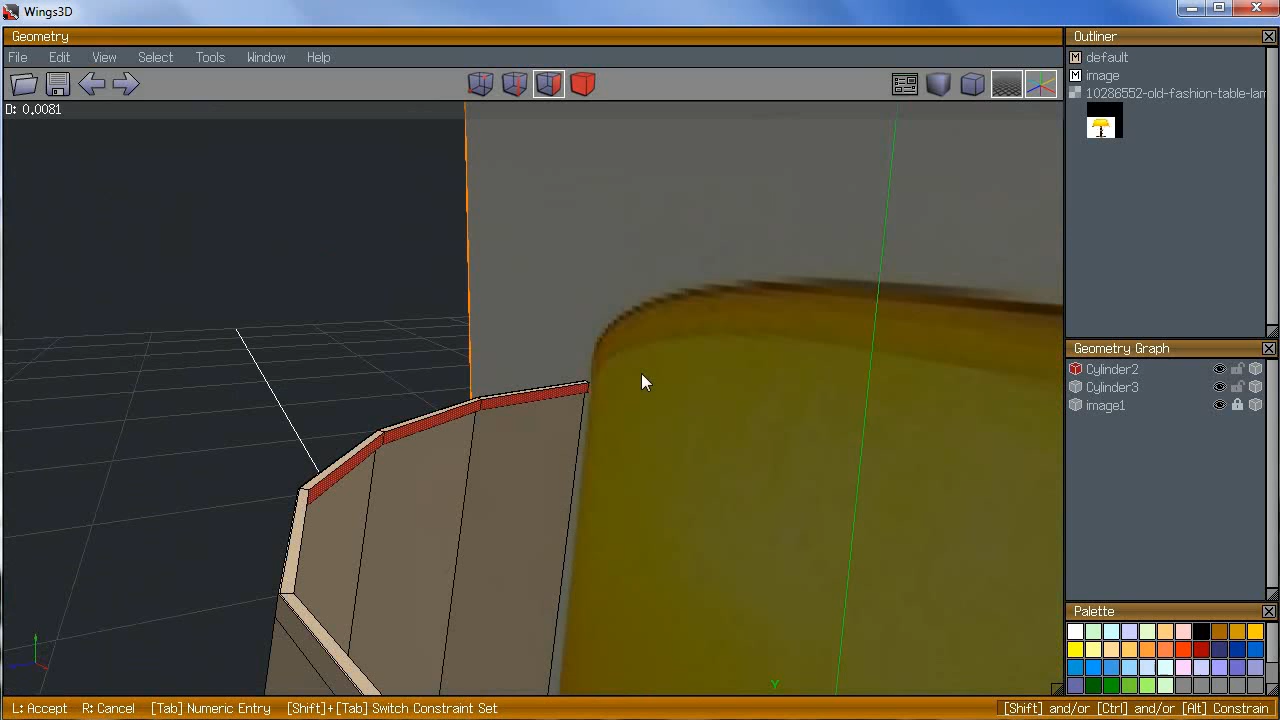 Wings3D
Geometry
File Edit View Select Tools Window Help
D: 0.0081
Y
Outliner
default
image
10286552-old-fashion-table-lam
Geometry Graph
Cylinder2
Cylinder3
image1
Palette
L: Accept R: Cancel [Tab] Numeric Entry [Shift]+[Tab] Switch Constraint Set
[Shift] and/or [Ctrl] and/or [Alt] Constrain